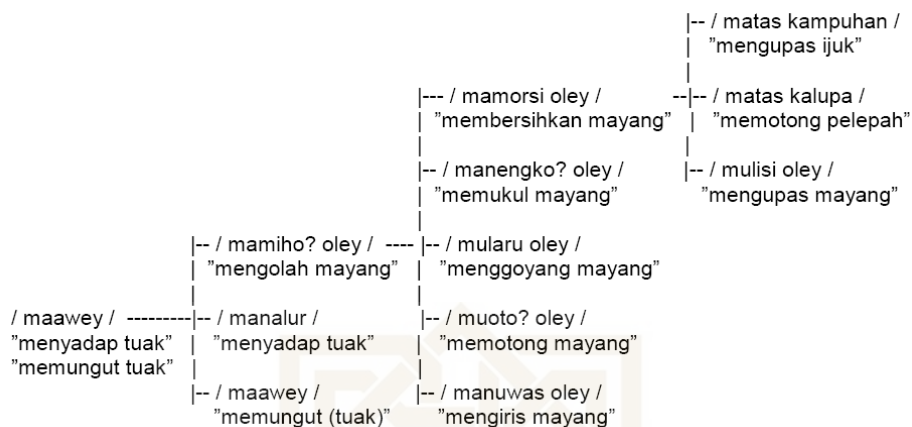 |-- / matas kampuhan /
| ”mengupas ijuk”
|--- / mamorsi oley / --|-- / matas kalupa /
| ”membersihkan mayang” | ”memotong pelepah”
|-- / manengko? oley / |-- / mulisi oley /
| ”memukul mayang” ”mengupas mayang”
|-- / mamiho? oley / ---- |-- / mularu oley /
| ”mengolah mayang” | ”menggoyang mayang”
/ maawey / ---------|-- / manalur / |-- / muoto? oley /
”menyadap tuak” | ”menyadap tuak” | ”memotong mayang”
”memungut tuak” |
|-- / maawey / |-- / manuwas oley /
”memungut (tuak)” ”mengiris mayang”